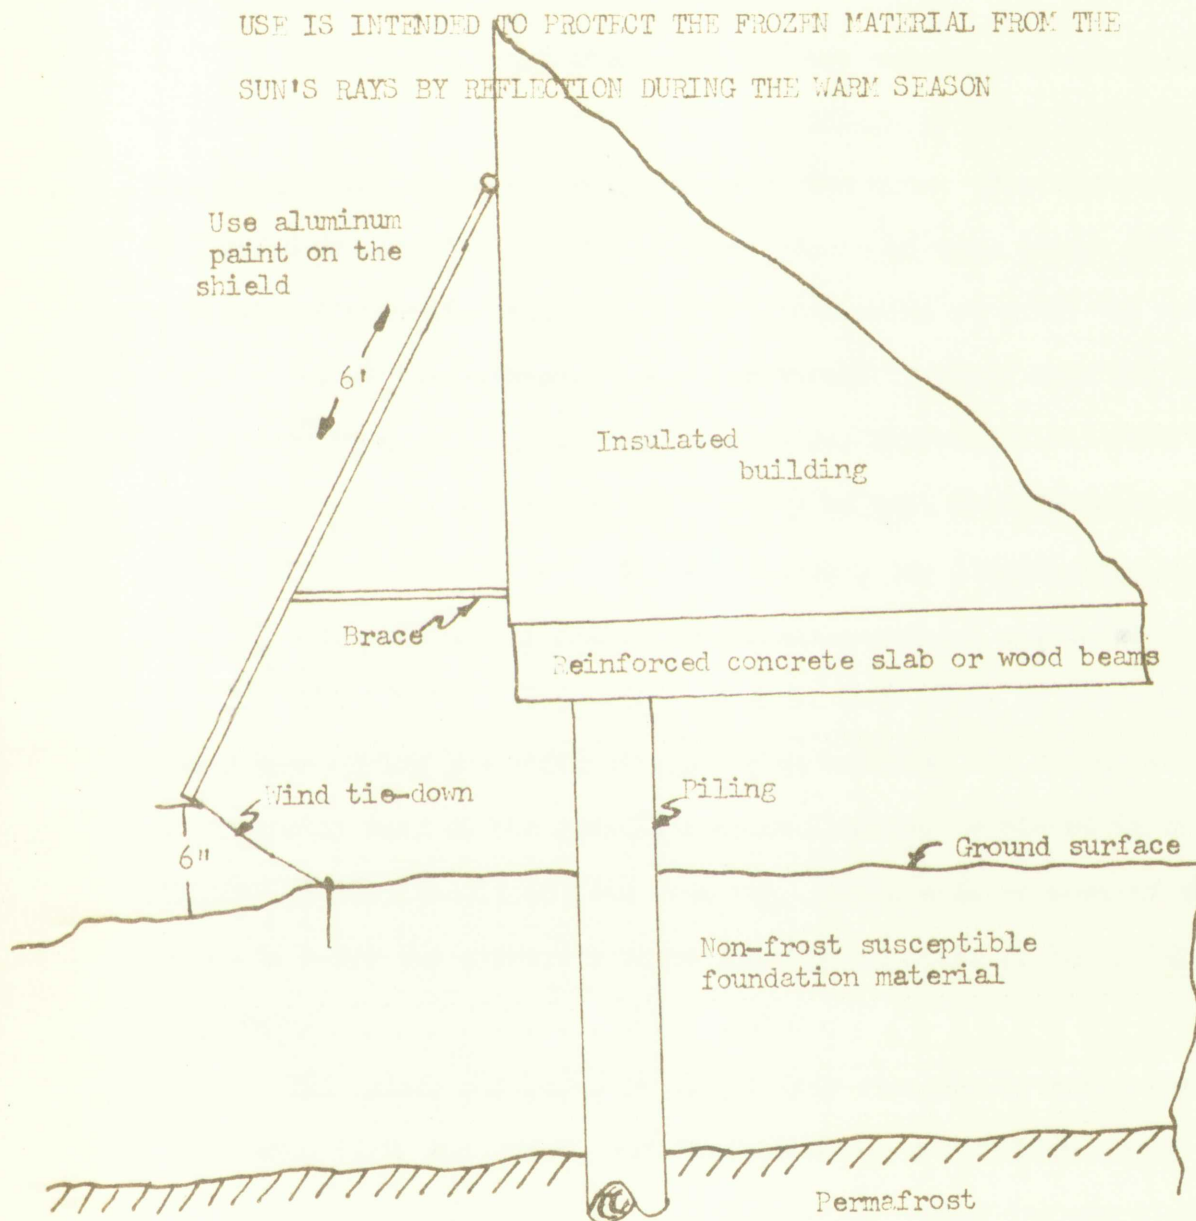 USE IS INTENDED TO PROTECT THE FROZEN MATERIAL FROM THE
SUN'S RAYS BY REFLECTION DURING THE WARM SEASON
Use aluminum
paint on the
shield
6'
Insulated
building
Brace
Reinforced concrete slab or wood beams
Wind tie-down
Piling
6"
Ground surface
Non-frost susceptible
foundation material
Permafrost